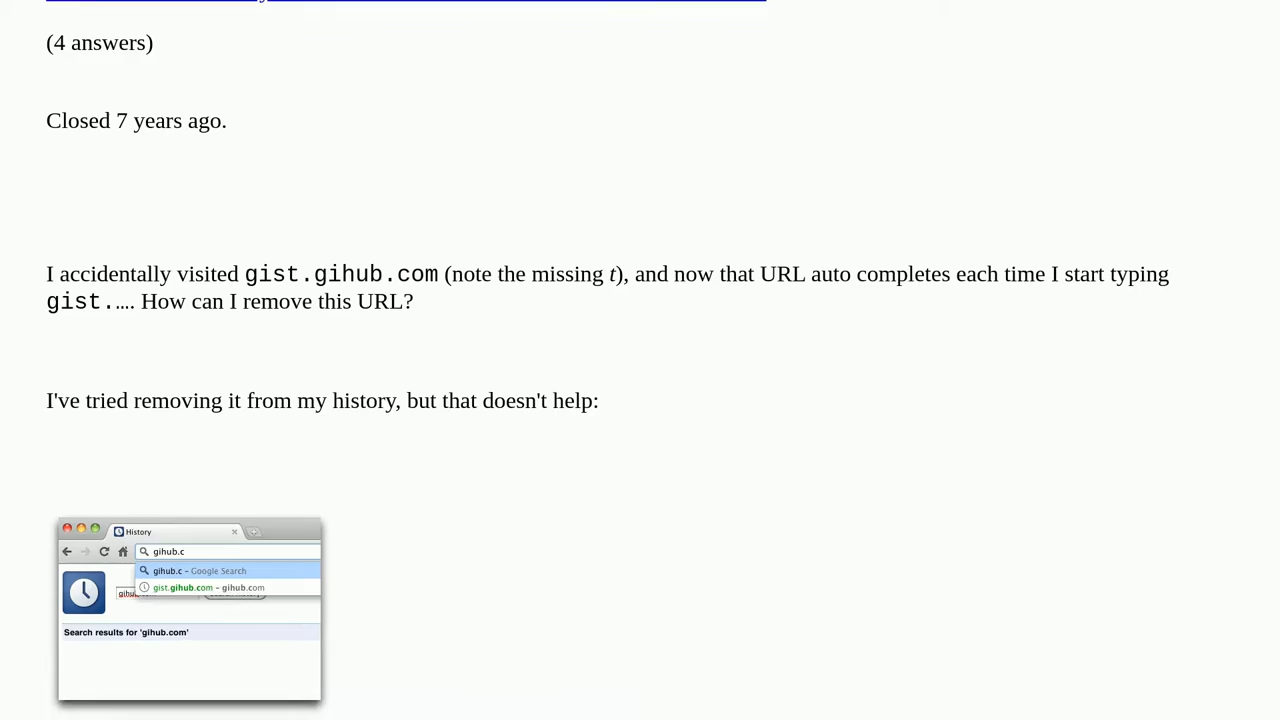 (4 answers)
Closed 7 years ago.
I accidentally visited gist.gihub.com (note the missing t), and now that URL auto completes each time I start typing
gist.…. How can I remove this URL?
I've tried removing it from my history, but that doesn't help:
History
gihub.c
gihub.c – Google Search
gist.gihub.com – gihub.com
Search results for 'gihub.com'